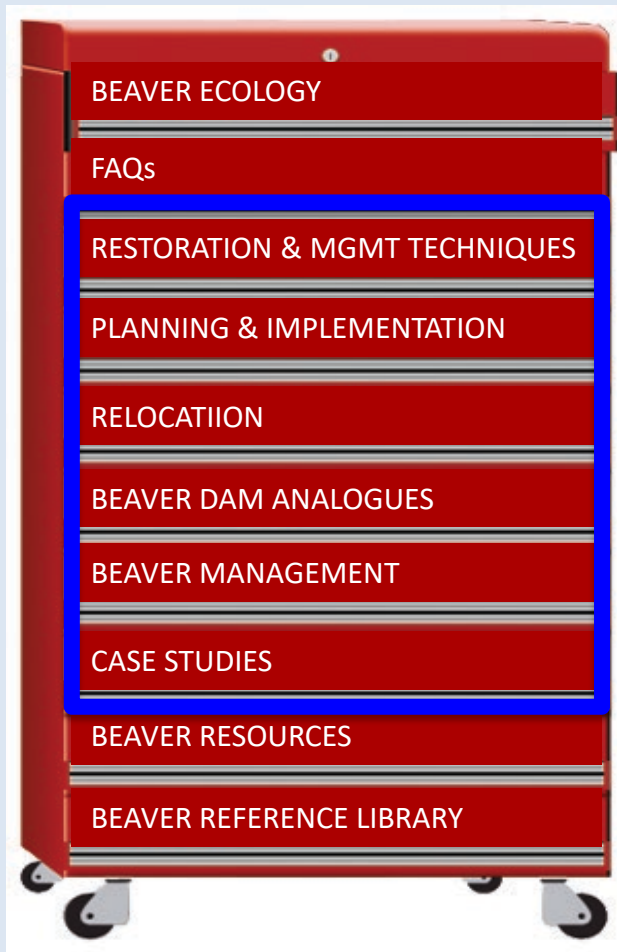 BEAVER ECOLOGY
FAQs
RESTORATION & MGMT TECHNIQUES
PLANNING & IMPLEMENTATION
RELOCATIION
BEAVER DAM ANALOGUES
BEAVER MANAGEMENT
CASE STUDIES
BEAVER RESOURCES
BEAVER REFERENCE LIBRARY